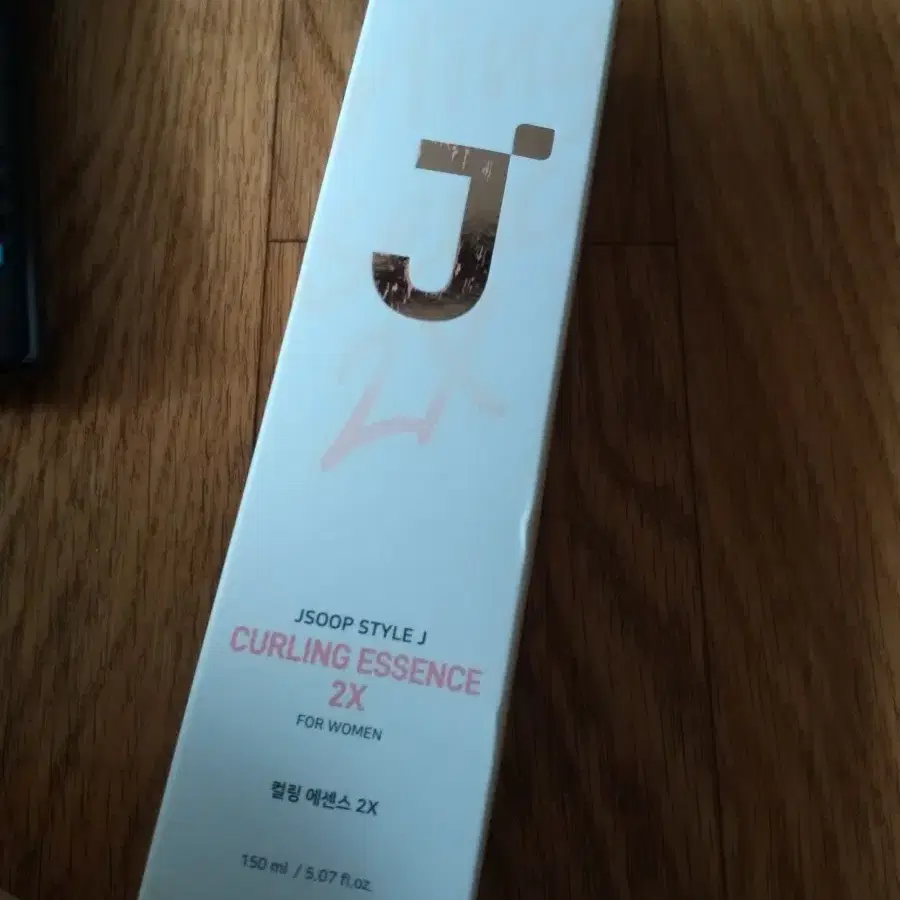 J
2X
JSOOP STYLE J
CURLING ESSENCE
2X
FOR WOMEN
컬링 에센스 2X
150 ml / 5.07 fl.oz.